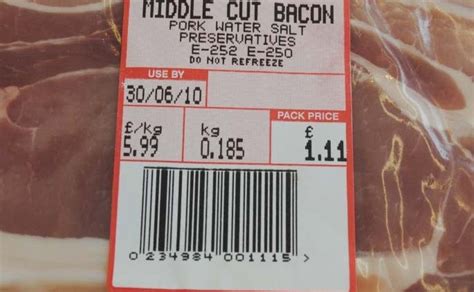 MIDDLE CUT BACON
PORK WATER SALT
PRESERVATIVES
E-252 E-250
DO NOT REFREEZE
USE BY
30/06/10
PACK PRICE
£/kg kg £
5.99 0.185 1.11
0 234984 001115 >